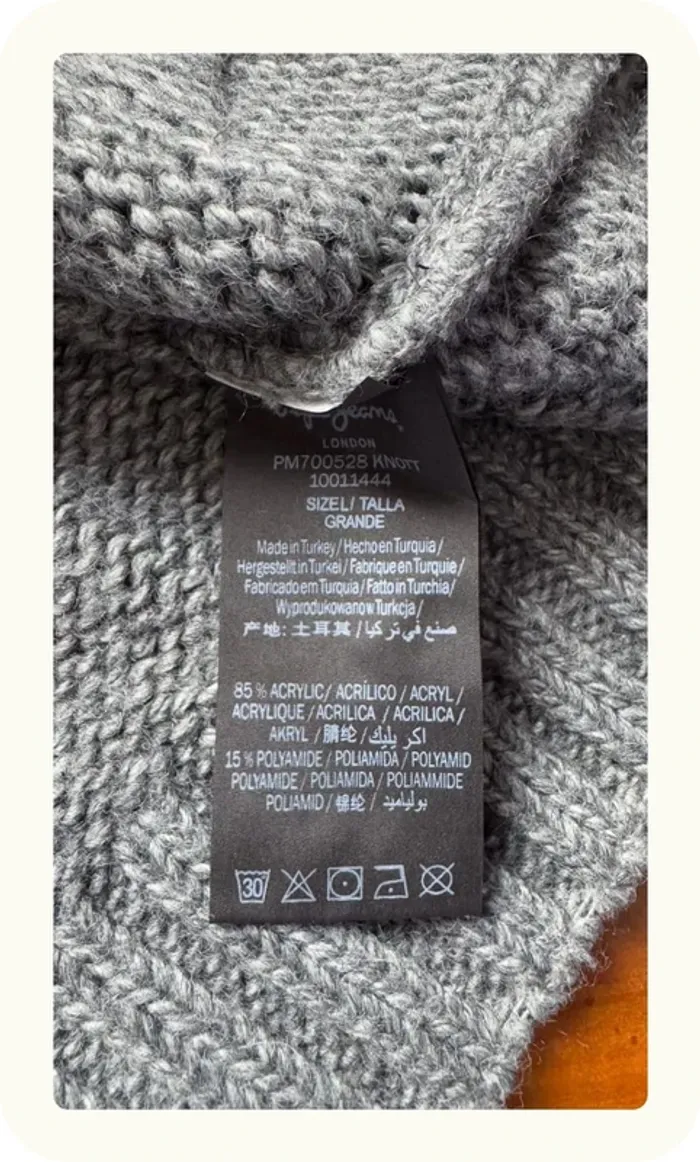 Jeans
LONDON
PM700528 KNOTT
10011444
SIZE L/ TALLA
GRANDE
Made in Turkey / Hecho en Turquia /
Hergestellt in Turkei / Fabrique en Turquie /
Fabricado em Turquia / Fatto in Turchia /
Wyprodukowano w Turkcja /
产地: 土耳其 / صنع في تركيا
85 % ACRYLIC/ ACRÍLICO / ACRYL /
ACRYLIQUE / ACRILICA / ACRILICA /
AKRYL / 腈纶 / اكريليك
15 % POLYAMIDE / POLIAMIDA / POLYAMID
POLYAMIDE / POLIAMIDA / POLIAMMIDE
POLIAMID / 锦纶 / بولياميد
30